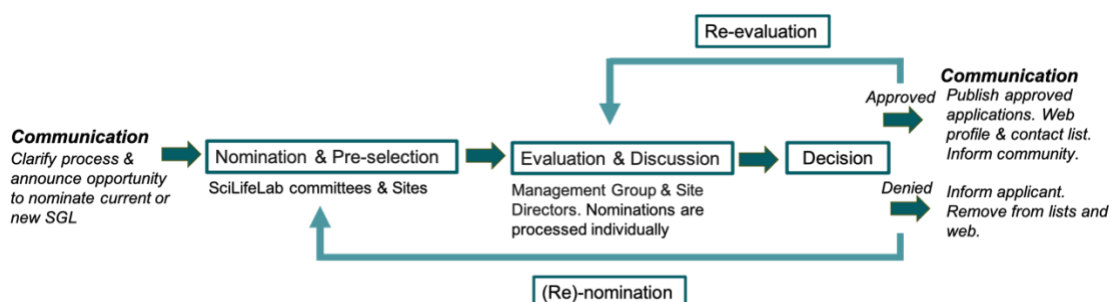 Re-evaluation
Communication
Clarify process &
announce opportunity
to nominate current or
new SGL
Nomination & Pre-selection
SciLifeLab committees & Sites
Evaluation & Discussion
Management Group & Site
Directors. Nominations are
processed individually
Decision
Approved
Communication
Publish approved
applications. Web
profile & contact list.
Inform community.
Denied
Inform applicant.
Remove from lists and
web.
(Re)-nomination